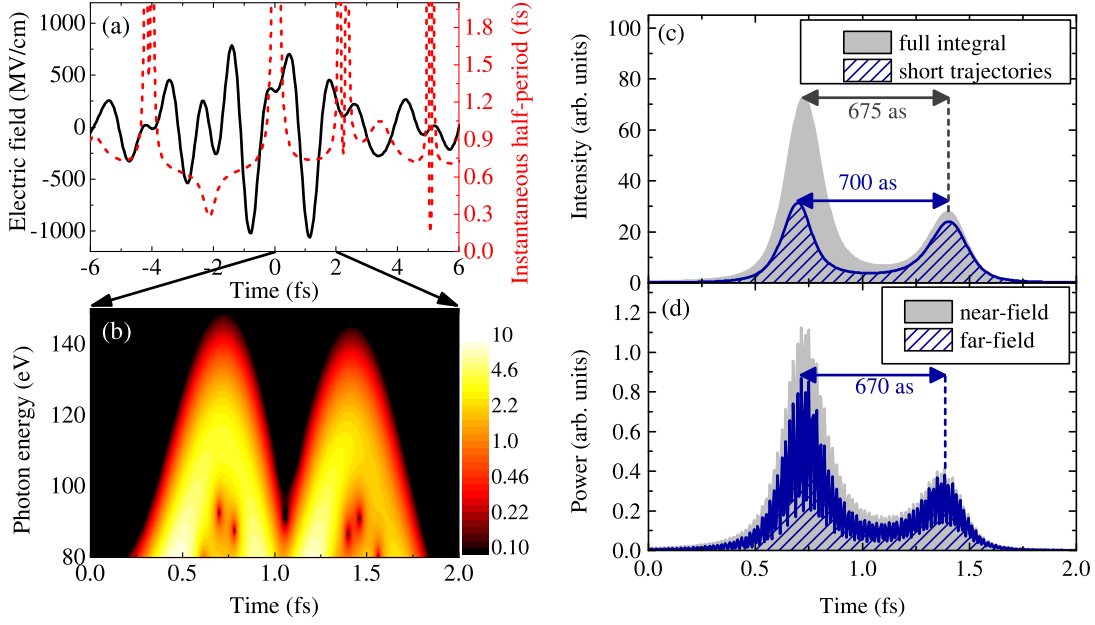 (a)
Electric field (MV/cm)
1000
500
0
-500
-1000
-6 -4 -2 0 2 4 6
Time (fs)
Instantaneous half-period (fs)
1.8
1.5
1.2
0.9
0.6
0.3
0.0
(b)
Photon energy (eV)
140
120
100
80
0.0 0.5 1.0 1.5 2.0
Time (fs)
10
4.6
2.2
1.0
0.46
0.22
0.10
(c)
full integral
short trajectories
675 as
700 as
Intensity (arb. units)
100
80
60
40
20
0
(d)
near-field
far-field
670 as
Power (arb. units)
1.2
1.0
0.8
0.6
0.4
0.2
0.0
0.0 0.5 1.0 1.5 2.0
Time (fs)